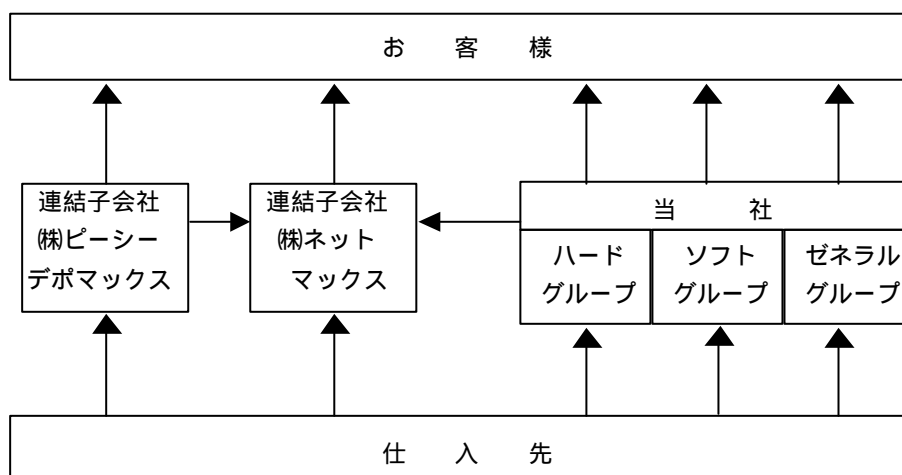 お 客 様
連結子会社
㈱ピーシー
デポマックス
連結子会社
㈱ネット
マックス
当 社
ハード
グループ
ソフト
グループ
ゼネラル
グループ
仕 入 先